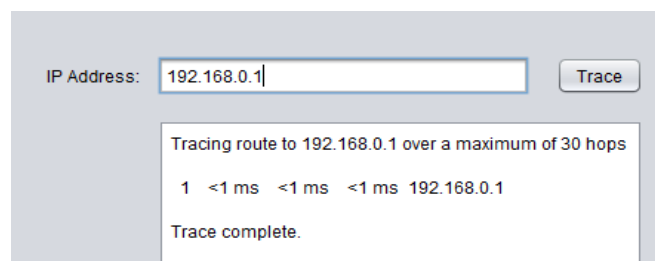 IP Address: 192.168.0.1 Trace
Tracing route to 192.168.0.1 over a maximum of 30 hops
1 <1 ms <1 ms <1 ms 192.168.0.1
Trace complete.